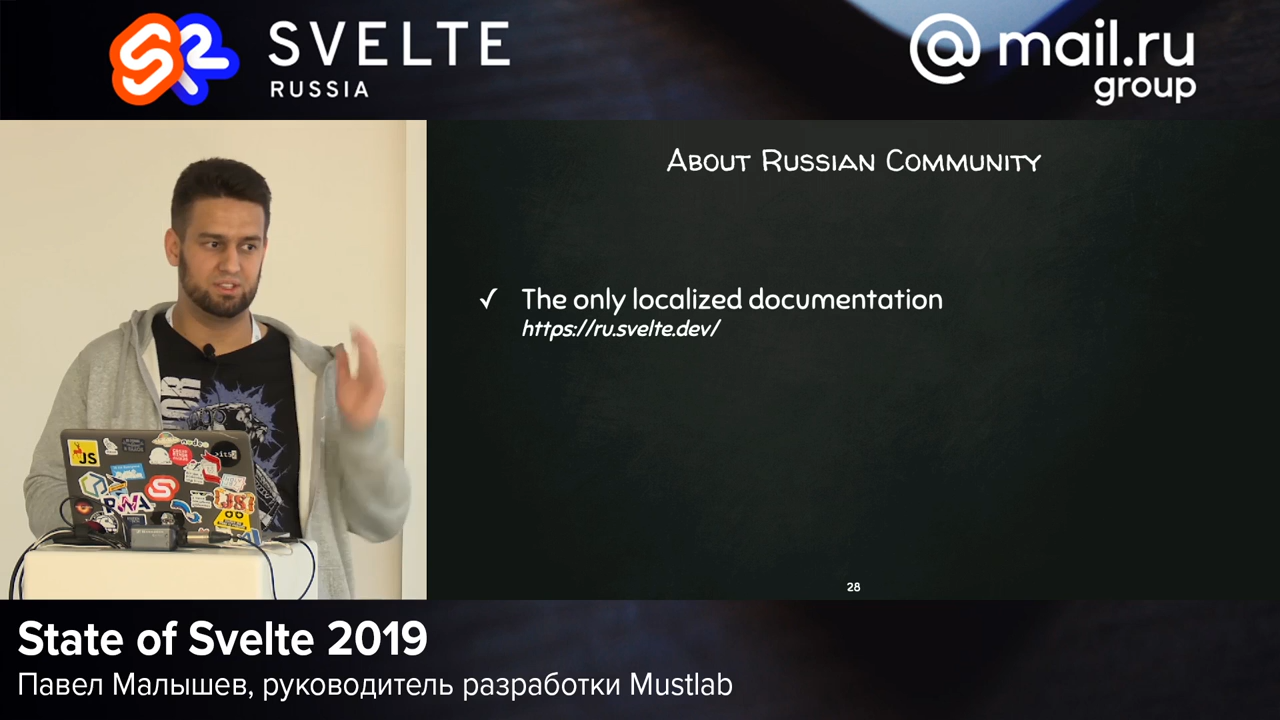 SVELTE
RUSSIA
@mail.ru
group
About Russian Community
✓ The only localized documentation
https://ru.svelte.dev/
JS
JS
28
State of Svelte 2019
Павел Малышев, руководитель разработки Mustlab